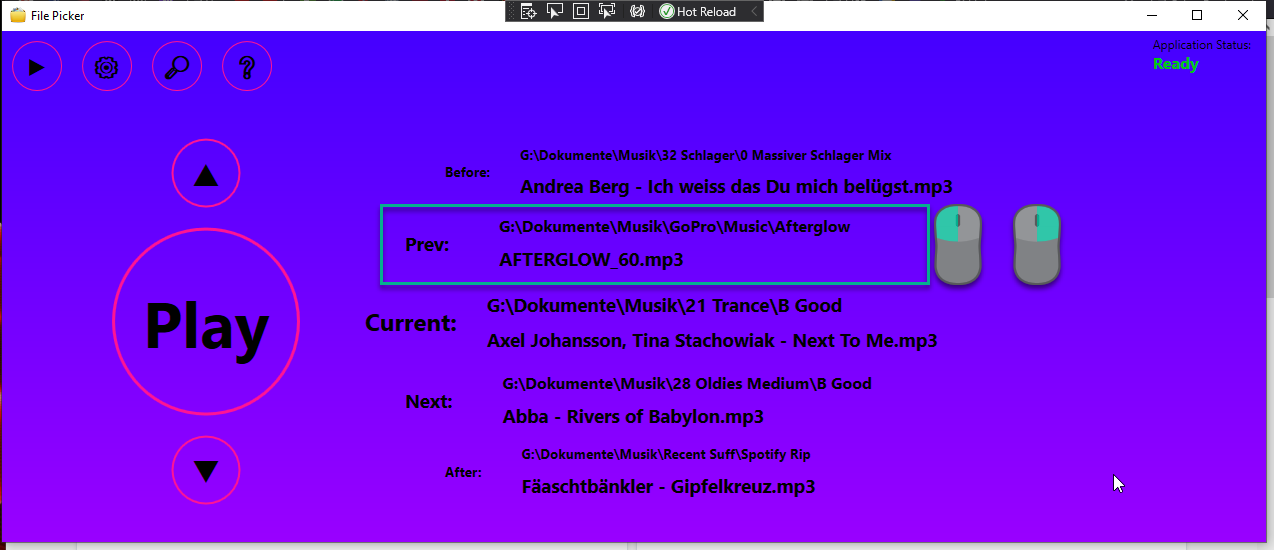 File Picker
Hot Reload
Application Status:
Ready
G:\Dokumente\Musik\32 Schlager\0 Massiver Schlager Mix
Before:
Andrea Berg - Ich weiss das Du mich belügst.mp3
G:\Dokumente\Musik\GoPro\Music\Afterglow
Prev:
AFTERGLOW_60.mp3
G:\Dokumente\Musik\21 Trance\B Good
Current:
Axel Johansson, Tina Stachowiak - Next To Me.mp3
Play
G:\Dokumente\Musik\28 Oldies Medium\B Good
Next:
Abba - Rivers of Babylon.mp3
G:\Dokumente\Musik\Recent Suff\Spotify Rip
After:
Fäaschtbänkler - Gipfelkreuz.mp3